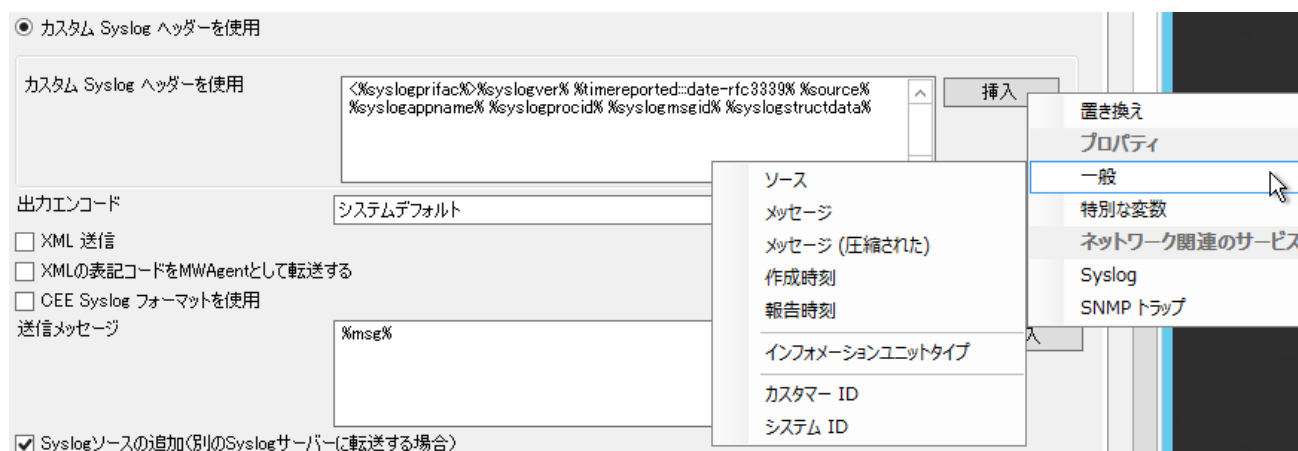 カスタム Syslog ヘッダーを使用
カスタム Syslog ヘッダーを使用
<%syslogprifac%>%syslogver% %timereported:::date-rfc3339% %source%
%syslogappname% %syslogprocid% %syslogmsgid% %syslogstructdata%
挿入
置き換え
プロパティ
一般
特別な変数
ネットワーク関連のサービス
Syslog
SNMP トラップ
ソース
メッセージ
メッセージ (圧縮された)
作成時刻
報告時刻
インフォメーションユニットタイプ
カスタマー ID
システム ID
出力エンコード
システムデフォルト
XML 送信
XMLの表記コードをMWAgentとして転送する
CEE Syslog フォーマットを使用
送信メッセージ
%msg%
入
Syslogソースの追加(別のSyslogサーバーに転送する場合)